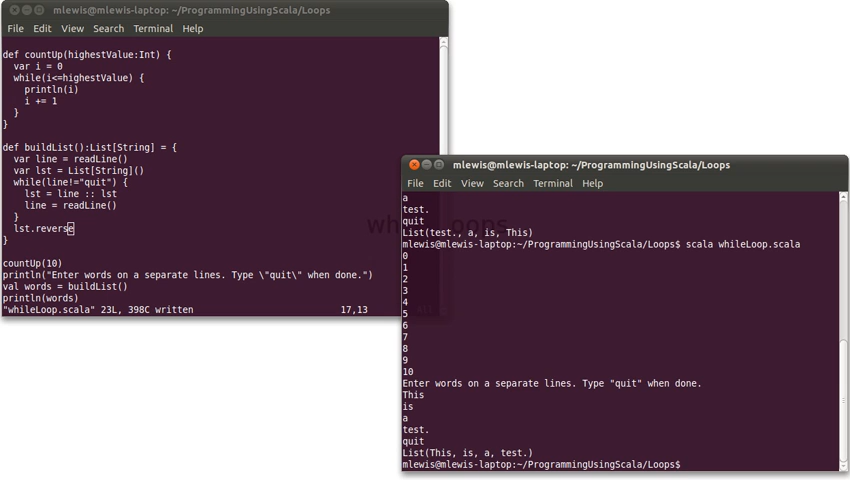 mlewis@mlewis-laptop: ~/ProgrammingUsingScala/Loops
File Edit View Search Terminal Help
def countUp(highestValue:Int) {
  var i = 0
  while(i<=highestValue) {
    println(i)
    i += 1
  }
}
def buildList():List[String] = {
  var line = readLine()
  var lst = List[String]()
  while(line!="quit") {
    lst = line :: lst
    line = readLine()
  }
  lst.reverse
}
countUp(10)
println("Enter words on a separate lines. Type \"quit\" when done.")
val words = buildList()
println(words)
"whileLoop.scala" 23L, 398C written 17,13
mlewis@mlewis-laptop: ~/ProgrammingUsingScala/Loops
File Edit View Search Terminal Help
a
test.
quit
List(test., a, is, This)
mlewis@mlewis-laptop:~/ProgrammingUsingScala/Loops$ scala whileLoop.scala
0
1
2
3
4
5
6
7
8
9
10
Enter words on a separate lines. Type "quit" when done.
This
is
a
test.
quit
List(This, is, a, test.)
mlewis@mlewis-laptop:~/ProgrammingUsingScala/Loops$